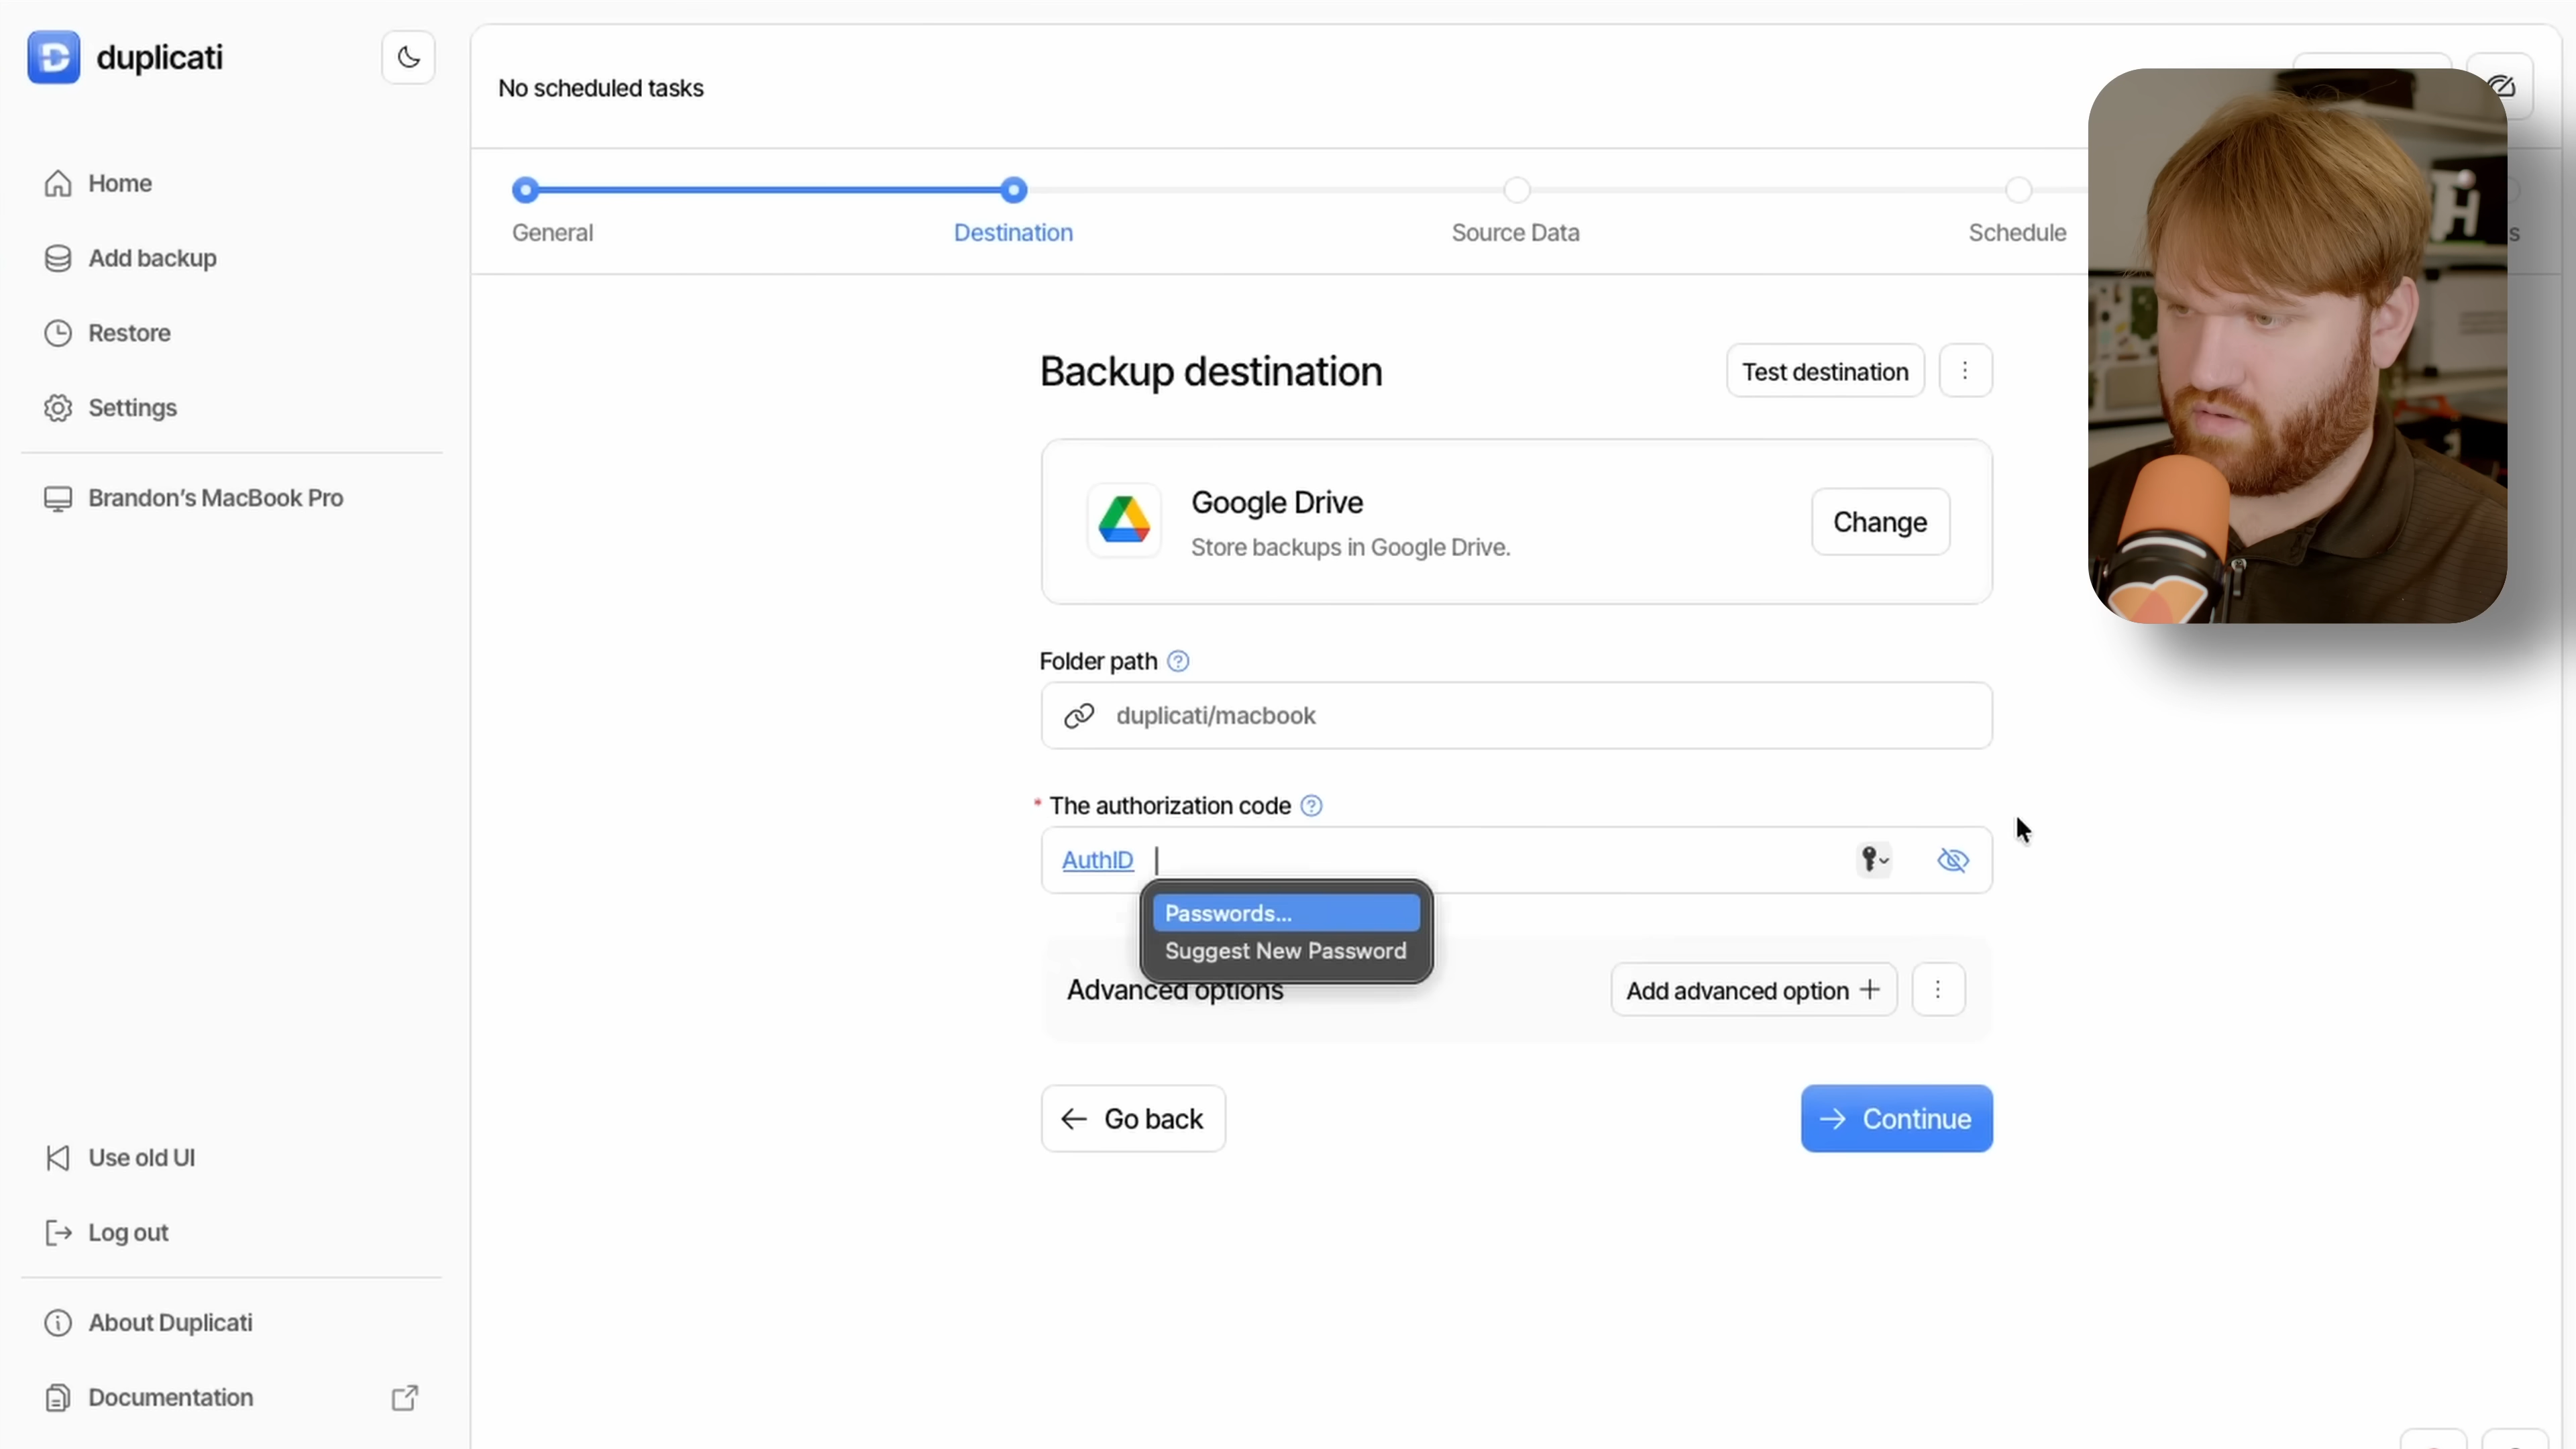 duplicati
No scheduled tasks
Home
Add backup
Restore
Settings
Brandon's MacBook Pro
General
Destination
Source Data
Schedule
s
Backup destination
Test destination
Google Drive
Store backups in Google Drive.
Change
Folder path
duplicati/macbook
* The authorization code
AuthID
Passwords...
Suggest New Password
Advanced options
Add advanced option
Go back
Continue
Use old UI
Log out
About Duplicati
Documentation